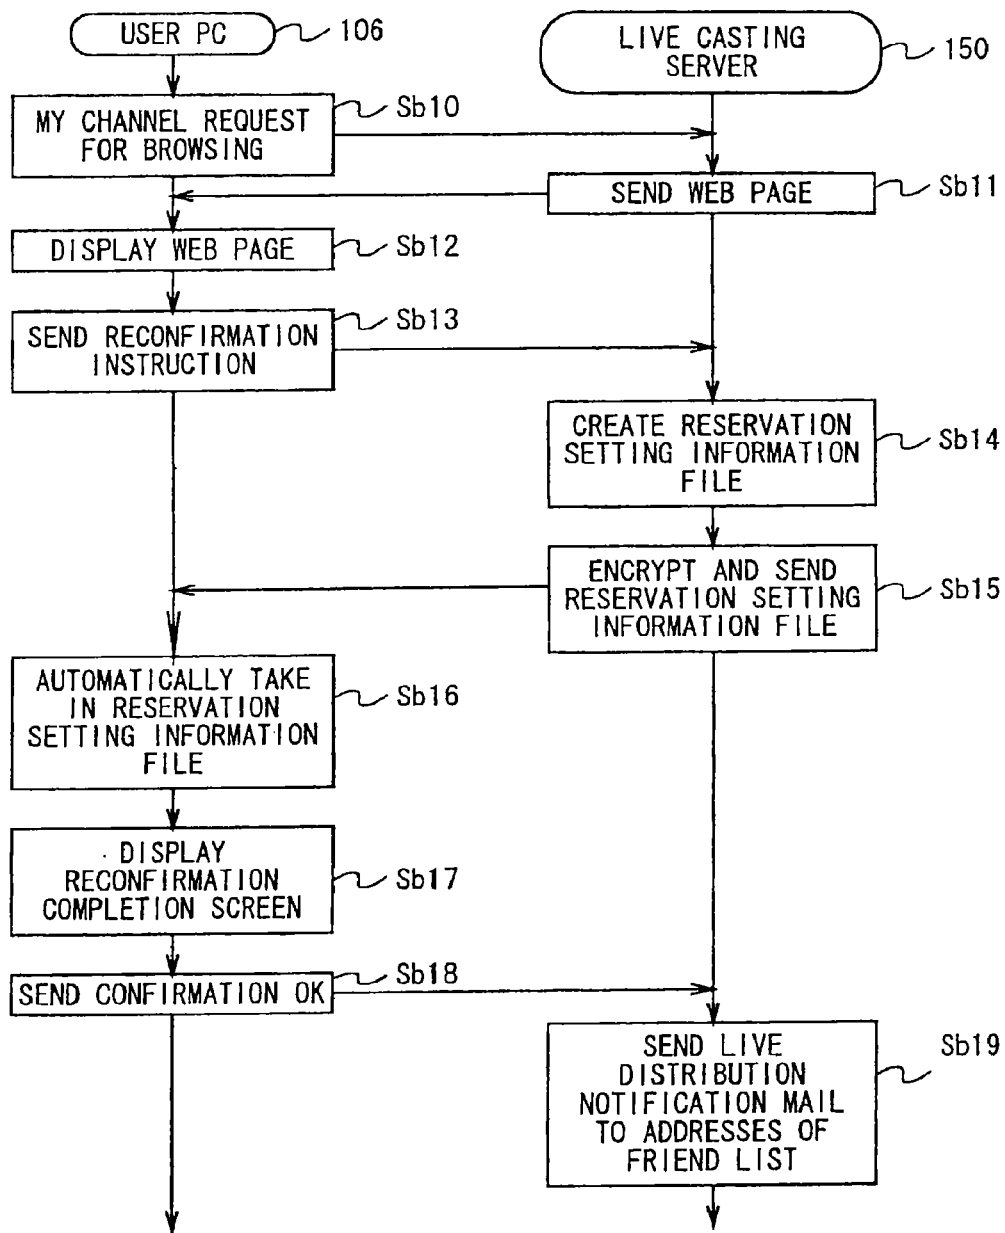 USER PC
106
LIVE CASTING
SERVER
150
MY CHANNEL REQUEST
FOR BROWSING
Sb10
SEND WEB PAGE
Sb11
DISPLAY WEB PAGE
Sb12
SEND RECONFIRMATION
INSTRUCTION
Sb13
CREATE RESERVATION
SETTING INFORMATION
FILE
Sb14
ENCRYPT AND SEND
RESERVATION SETTING
INFORMATION FILE
Sb15
AUTOMATICALLY TAKE
IN RESERVATION
SETTING INFORMATION
FILE
Sb16
DISPLAY
RECONFIRMATION
COMPLETION SCREEN
Sb17
SEND CONFIRMATION OK
Sb18
SEND LIVE
DISTRIBUTION
NOTIFICATION MAIL
TO ADDRESSES OF
FRIEND LIST
Sb19